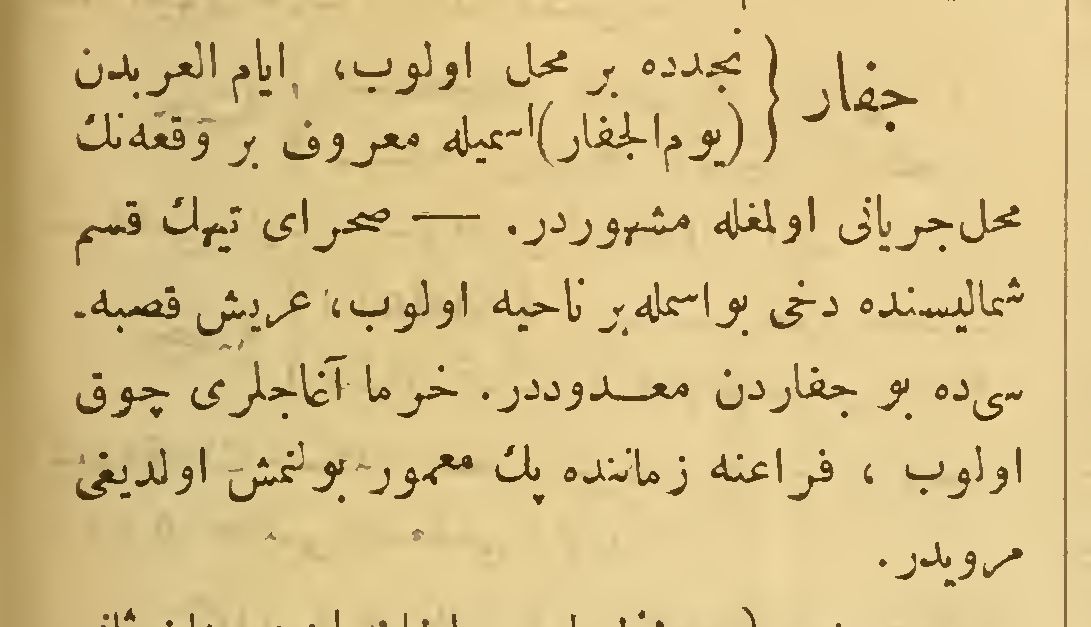 جفار { نجدده بر محل اولوب، ایام العربدن
(یوم الجفار) اسمیله معروف بر وقعه‌نك
محل جریانی اولمغله مشهوردر. — صحرای تیهك قسم
شمالیسنده دخی بو اسمله بر ناحیه اولوب، عریش قصبه‌-
سی ده بو جفاردن معدوددر. خرما آغاجلری چوق
اولوب ، فراعنه زماننده پك معمور بولنمش اولدیغی
مرویدر.